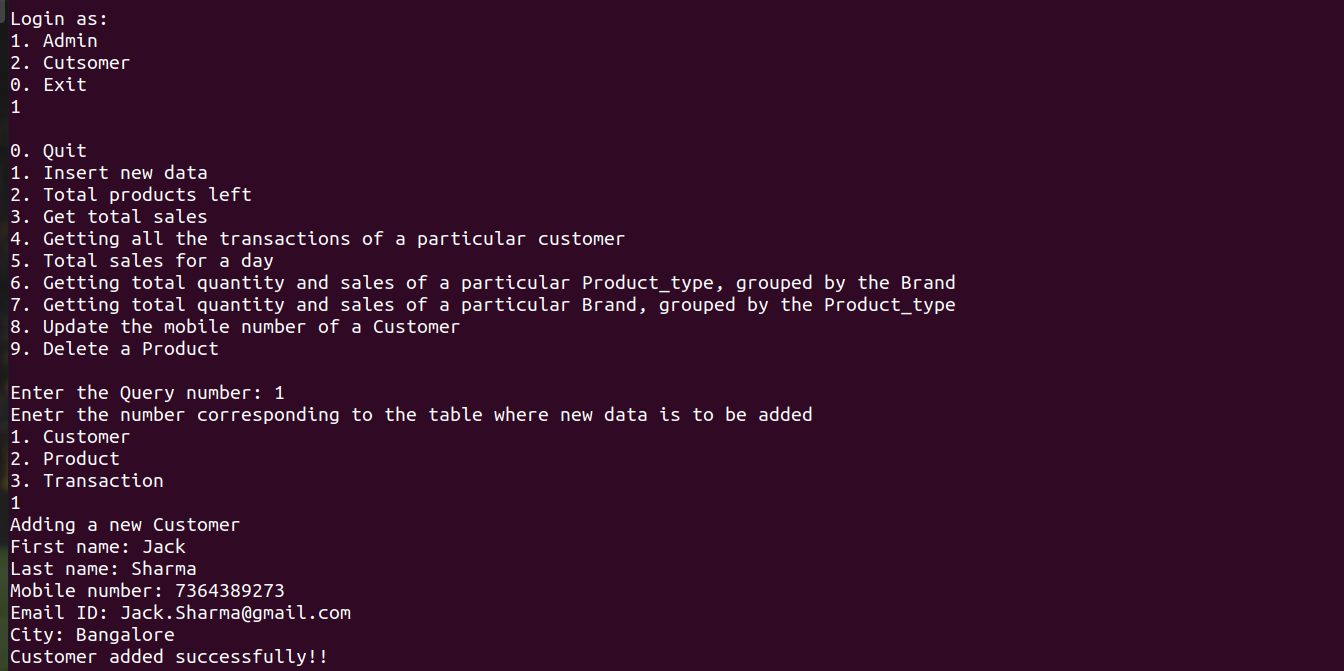 Login as:
1. Admin
2. Cutsomer
0. Exit
1
0. Quit
1. Insert new data
2. Total products left
3. Get total sales
4. Getting all the transactions of a particular customer
5. Total sales for a day
6. Getting total quantity and sales of a particular Product_type, grouped by the Brand
7. Getting total quantity and sales of a particular Brand, grouped by the Product_type
8. Update the mobile number of a Customer
9. Delete a Product
Enter the Query number: 1
Enetr the number corresponding to the table where new data is to be added
1. Customer
2. Product
3. Transaction
1
Adding a new Customer
First name: Jack
Last name: Sharma
Mobile number: 7364389273
Email ID: Jack.Sharma@gmail.com
City: Bangalore
Customer added successfully!!